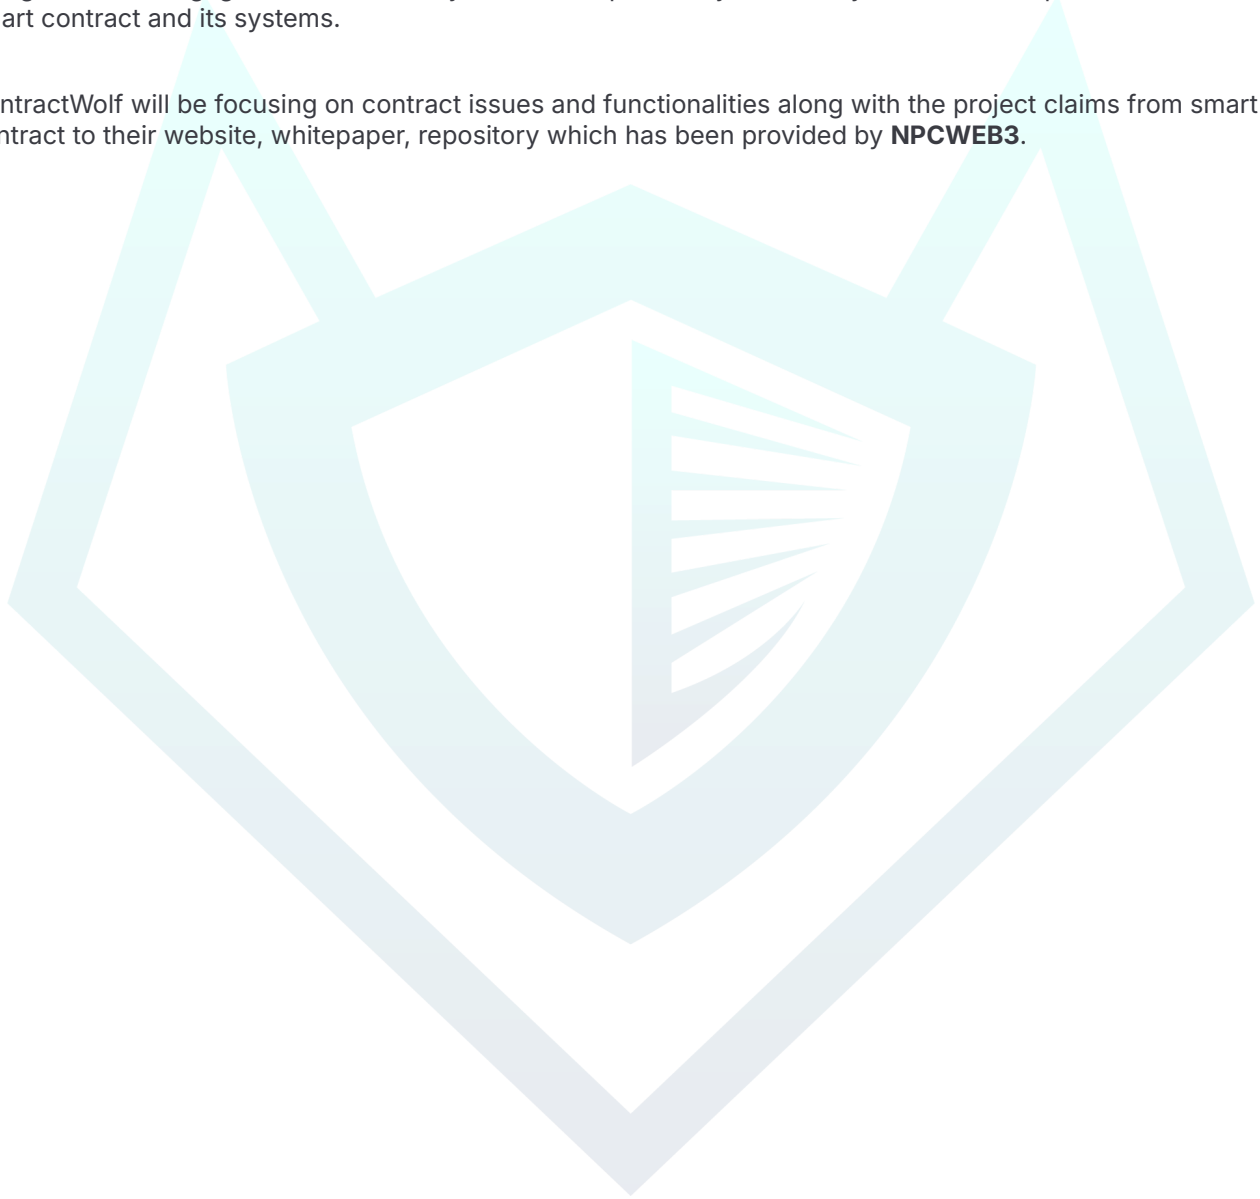 art contract and its systems.
ntractWolf will be focusing on contract issues and functionalities along with the project claims from smart
ntract to their website, whitepaper, repository which has been provided by NPCWEB3.